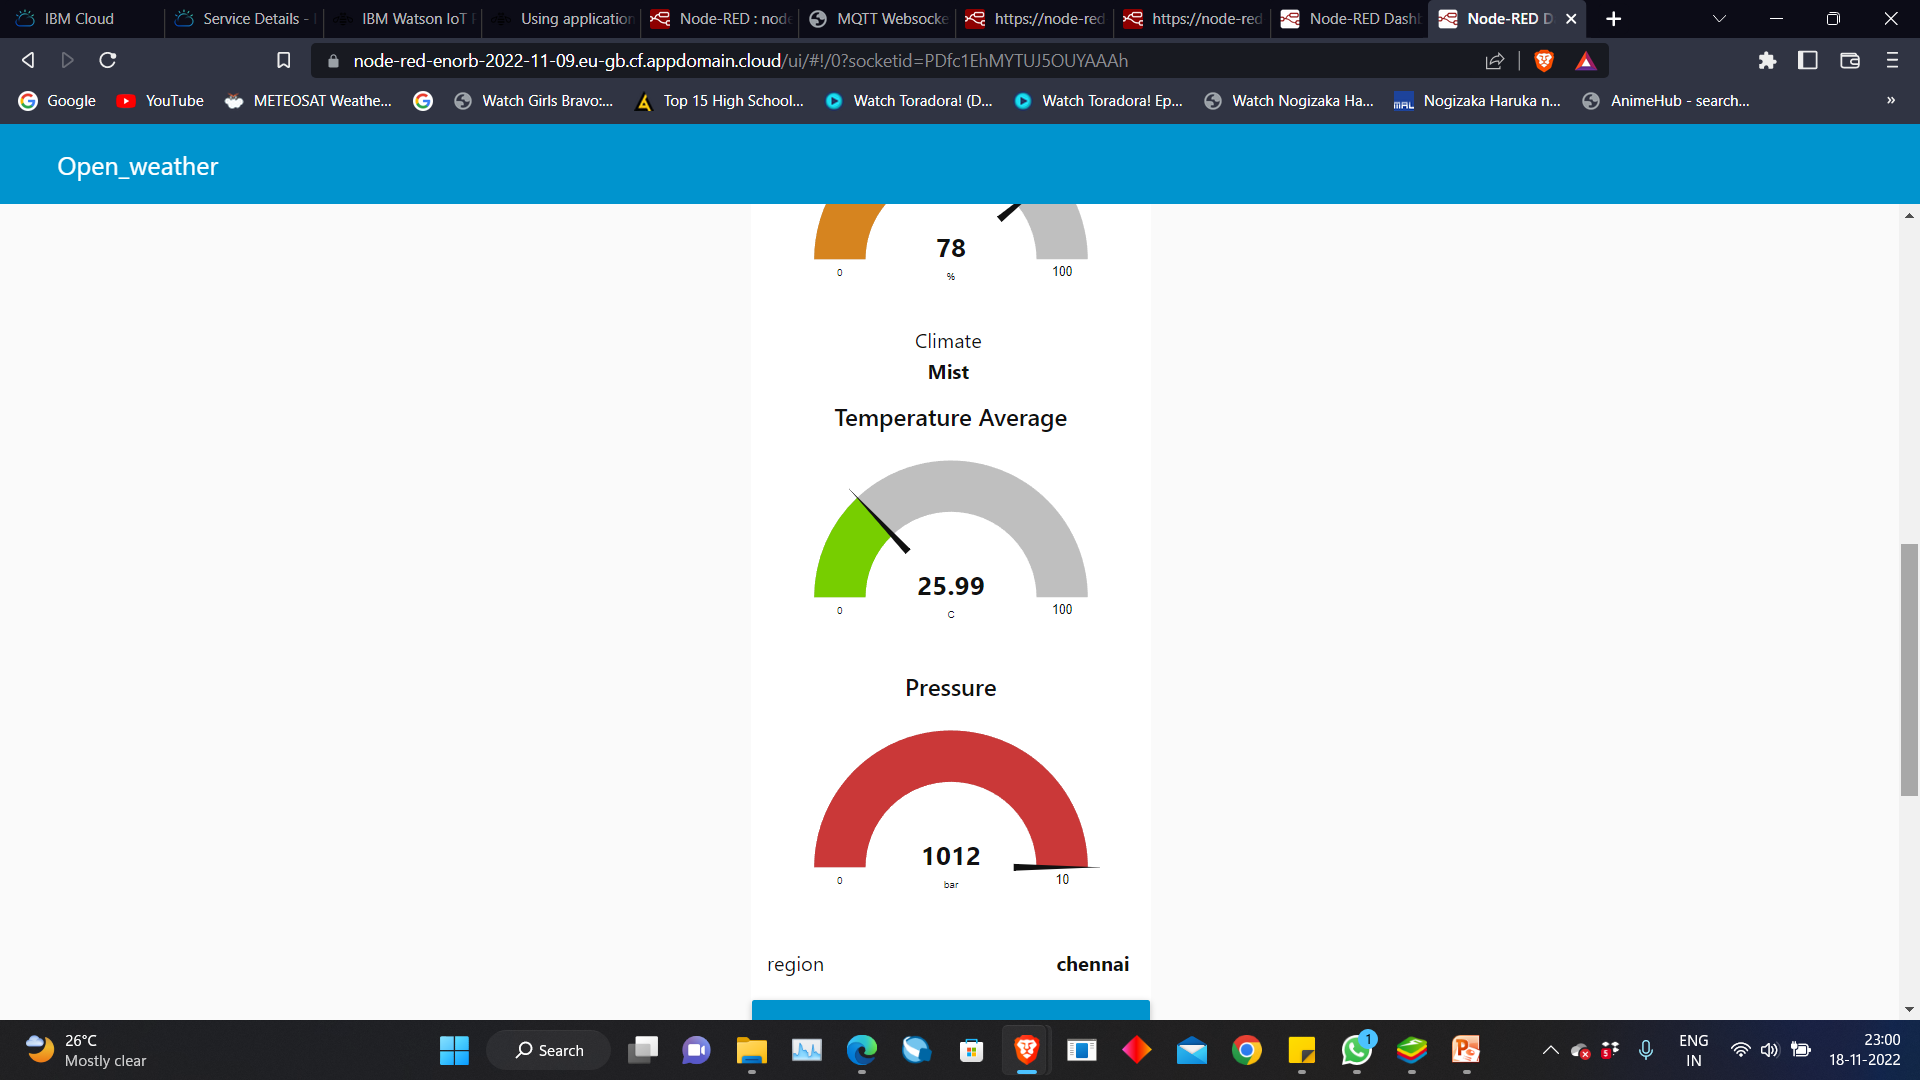 IBM Cloud
Service Details -
IBM Watson IoT
Using application
Node-RED : node
MQTT Websocke
https://node-red
https://node-red
Node-RED Dashb
Node-RED D
node-red-enorb-2022-11-09.eu-gb.cf.appdomain.cloud/ui/#!/0?socketid=PDfc1EhMYTUJ5OUYAAAh
Google
YouTube
METEOSAT Weathe...
Watch Girls Bravo:...
Top 15 High School...
Watch Toradora! (D...
Watch Toradora! Ep...
Watch Nogizaka Ha...
MAL
Nogizaka Haruka n...
AnimeHub - search...
»
Open_weather
78
%
0
100
Climate
Mist
Temperature Average
25.99
C
0
100
Pressure
1012
bar
0
10
region
chennai
26°C
Mostly clear
Search
1
5
ENG
IN
23:00
18-11-2022